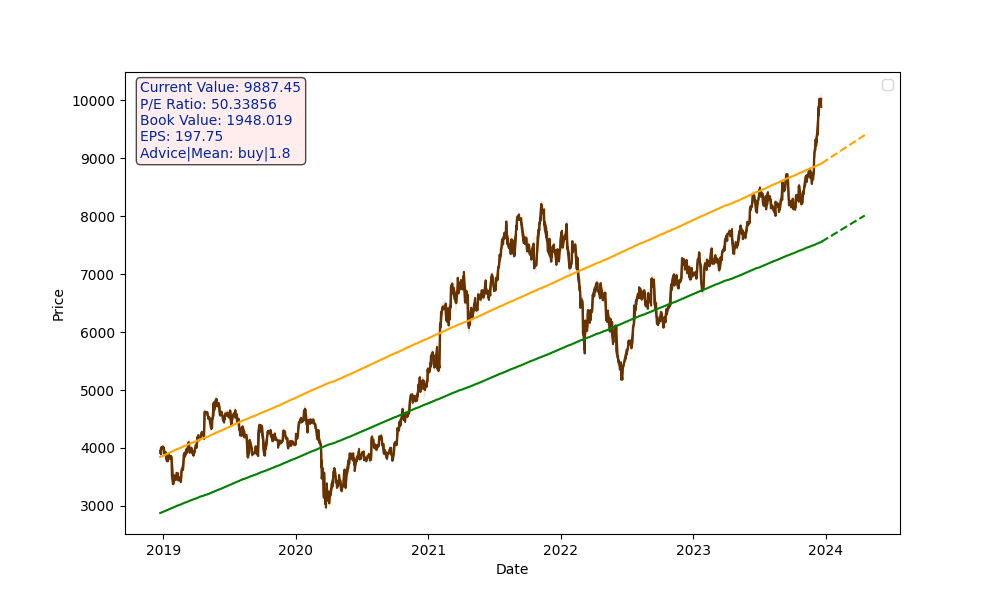 Current Value: 9887.45
P/E Ratio: 50.33856
Book Value: 1948.019
EPS: 197.75
Advice|Mean: buy|1.8
10000
9000
8000
7000
6000
5000
4000
3000
Price
2019 2020 2021 2022 2023 2024
Date